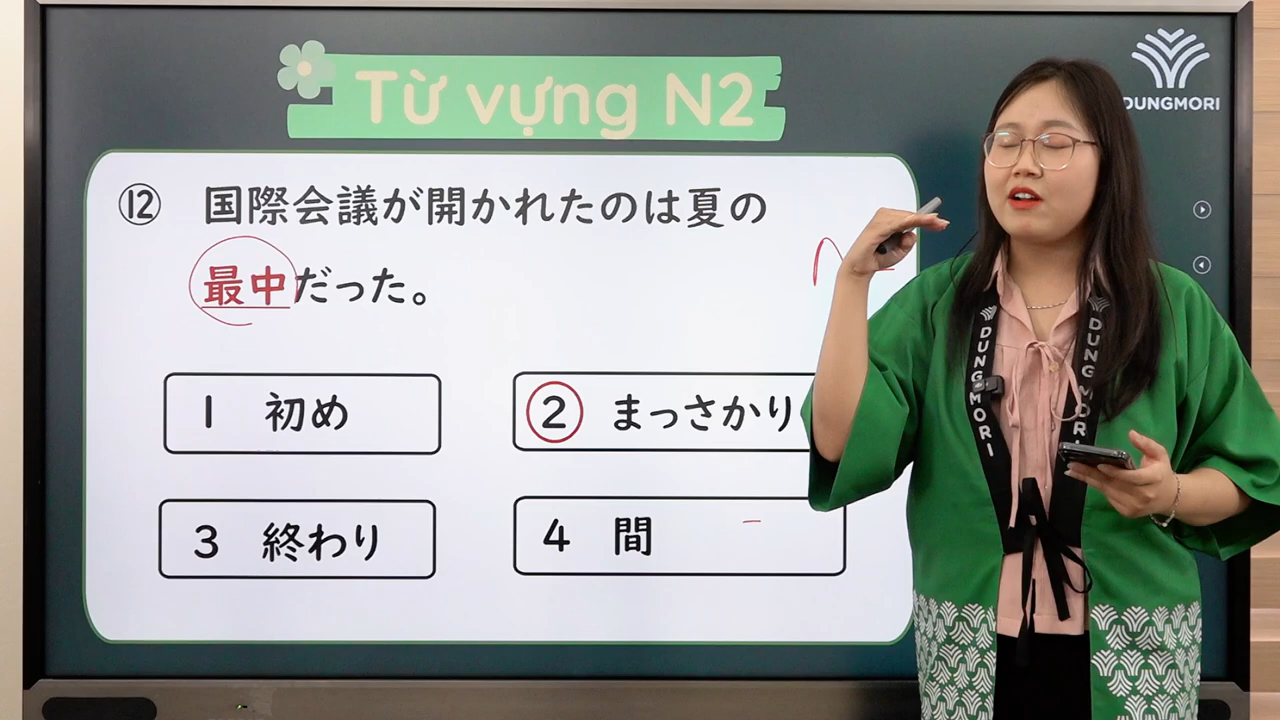 Từ vựng N2
DUNGMORI
⑫ 国際会議が開かれたのは夏の
最中だった。
1 初め
② まっさかり
3 終わり
4 間
DUNGMORI
DUNGMORI